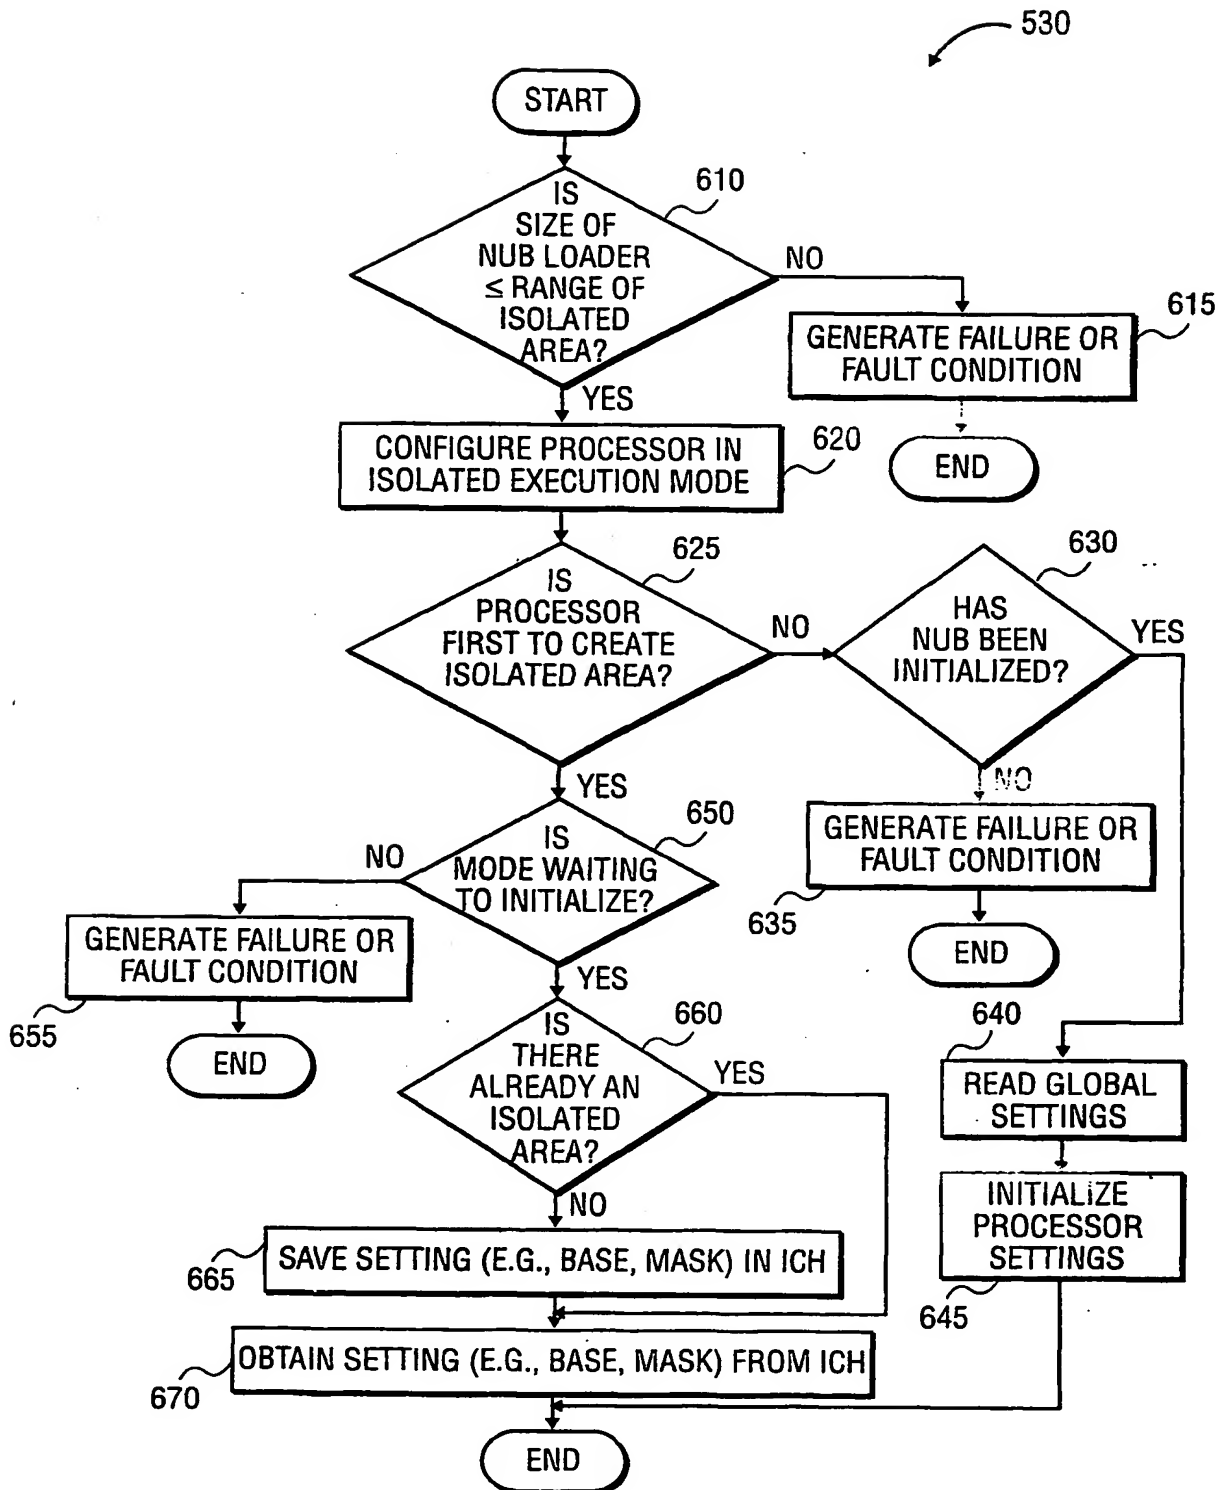 530
START
610
IS
SIZE OF
NUB LOADER
≤ RANGE OF
ISOLATED
AREA?
NO
YES
615
GENERATE FAILURE OR
FAULT CONDITION
END
620
CONFIGURE PROCESSOR IN
ISOLATED EXECUTION MODE
625
IS
PROCESSOR
FIRST TO CREATE
ISOLATED AREA?
NO
YES
630
HAS
NUB BEEN
INITIALIZED?
YES
NO
GENERATE FAILURE OR
FAULT CONDITION
635
END
650
IS
MODE WAITING
TO INITIALIZE?
NO
YES
GENERATE FAILURE OR
FAULT CONDITION
655
END
660
IS
THERE
ALREADY AN
ISOLATED
AREA?
YES
NO
640
READ GLOBAL
SETTINGS
INITIALIZE
PROCESSOR
SETTINGS
645
SAVE SETTING (E.G., BASE, MASK) IN ICH
665
OBTAIN SETTING (E.G., BASE, MASK) FROM ICH
670
END